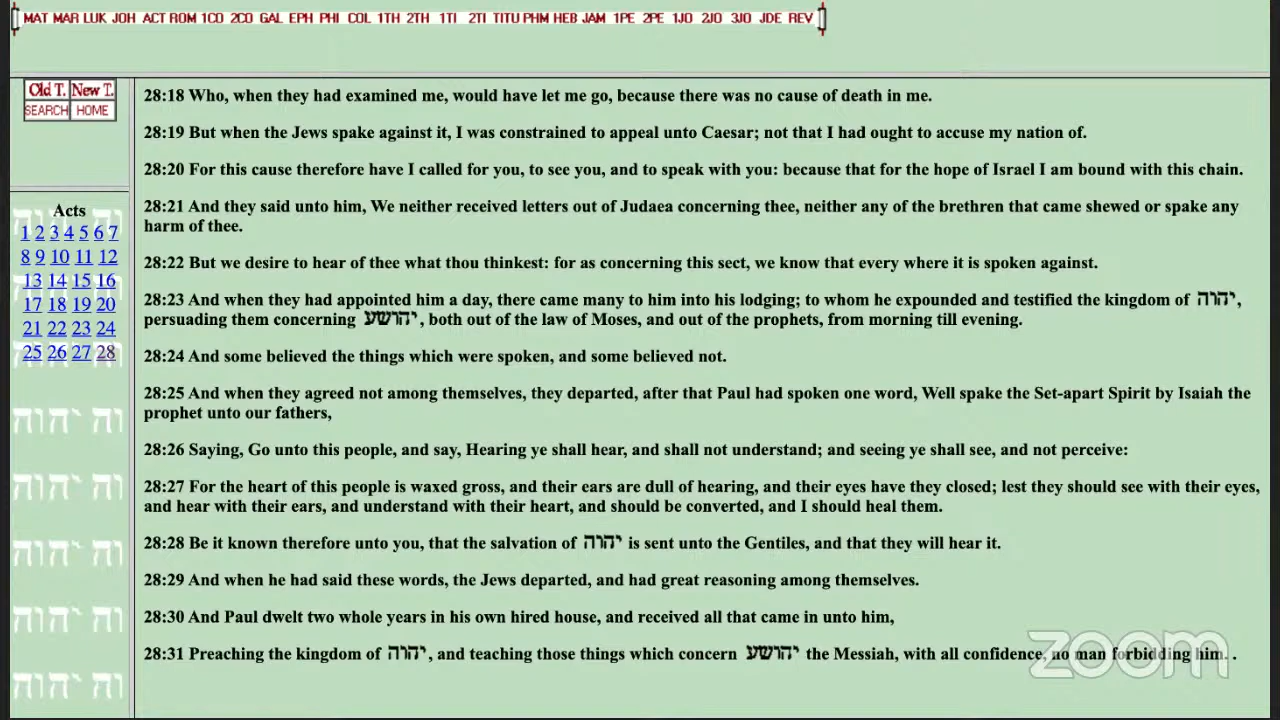 MAT MAR LUK JOH ACT ROM 1CO 2CO GAL EPH PHI COL 1TH 2TH 1TI 2TI TITU PHM HEB JAM 1PE 2PE 1JO 2JO 3JO JDE REV
Old T. New T.
SEARCH HOME
Acts
1 2 3 4 5 6 7
8 9 10 11 12
13 14 15 16
17 18 19 20
21 22 23 24
25 26 27 28
וה יהוה
וה יהוה
וה יהוה
וה יהוה
וה יהוה
28:18 Who, when they had examined me, would have let me go, because there was no cause of death in me.
28:19 But when the Jews spake against it, I was constrained to appeal unto Caesar; not that I had ought to accuse my nation of.
28:20 For this cause therefore have I called for you, to see you, and to speak with you: because that for the hope of Israel I am bound with this chain.
28:21 And they said unto him, We neither received letters out of Judaea concerning thee, neither any of the brethren that came shewed or spake any
harm of thee.
28:22 But we desire to hear of thee what thou thinkest: for as concerning this sect, we know that every where it is spoken against.
28:23 And when they had appointed him a day, there came many to him into his lodging; to whom he expounded and testified the kingdom of יהוה,
persuading them concerning יהושע, both out of the law of Moses, and out of the prophets, from morning till evening.
28:24 And some believed the things which were spoken, and some believed not.
28:25 And when they agreed not among themselves, they departed, after that Paul had spoken one word, Well spake the Set-apart Spirit by Isaiah the
prophet unto our fathers,
28:26 Saying, Go unto this people, and say, Hearing ye shall hear, and shall not understand; and seeing ye shall see, and not perceive:
28:27 For the heart of this people is waxed gross, and their ears are dull of hearing, and their eyes have they closed; lest they should see with their eyes,
and hear with their ears, and understand with their heart, and should be converted, and I should heal them.
28:28 Be it known therefore unto you, that the salvation of יהוה is sent unto the Gentiles, and that they will hear it.
28:29 And when he had said these words, the Jews departed, and had great reasoning among themselves.
28:30 And Paul dwelt two whole years in his own hired house, and received all that came in unto him,
28:31 Preaching the kingdom of יהוה, and teaching those things which concern יהושע the Messiah, with all confidence, no man forbidding him. .
zoom